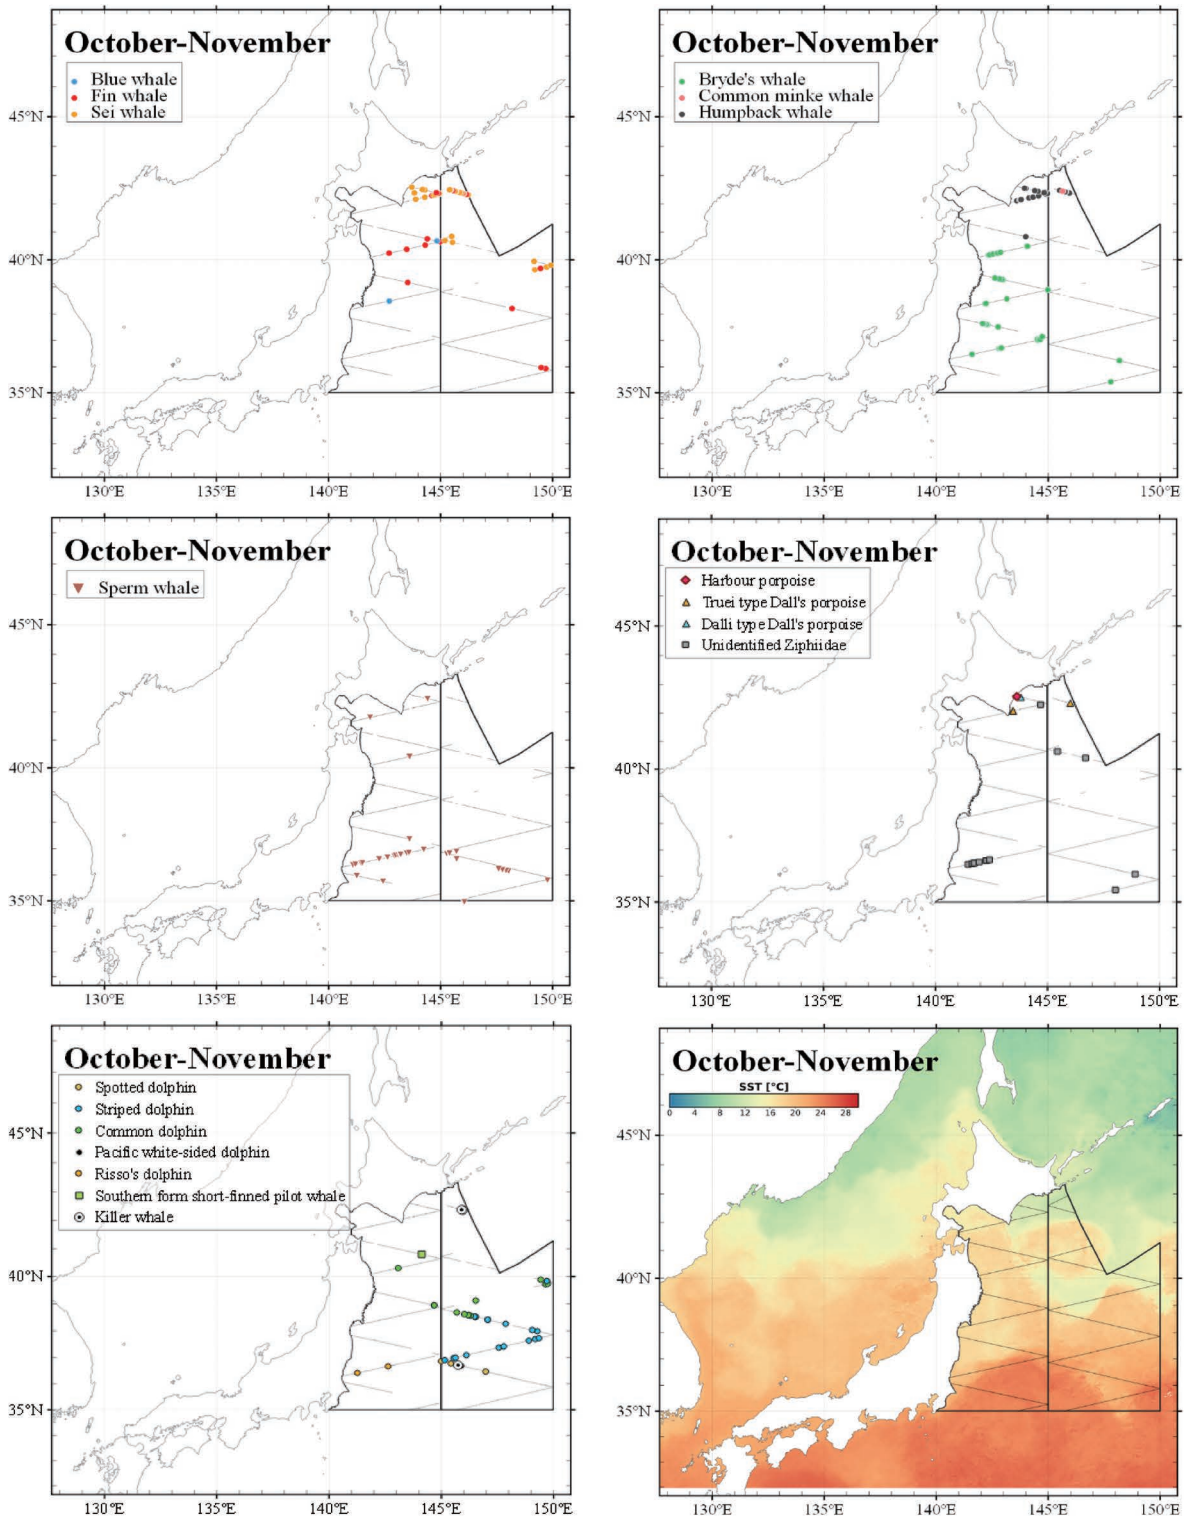 October-November
Blue whale
Fin whale
Sei whale
45°N
40°N
35°N
130°E
135°E
140°E
145°E
150°E
October-November
Bryde's whale
Common minke whale
Humpback whale
45°N
40°N
35°N
130°E
135°E
140°E
145°E
150°E
October-November
Sperm whale
45°N
40°N
35°N
130°E
135°E
140°E
145°E
150°E
October-November
Harbour porpoise
Truei type Dall's porpoise
Dalli type Dall's porpoise
Unidentified Ziphiidae
45°N
40°N
35°N
130°E
135°E
140°E
145°E
150°E
October-November
Spotted dolphin
Striped dolphin
Common dolphin
Pacific white-sided dolphin
Risso's dolphin
Southern form short-finned pilot whale
Killer whale
45°N
40°N
35°N
130°E
135°E
140°E
145°E
150°E
October-November
SST [°C]
0 4 8 12 16 20 24 28
45°N
40°N
35°N
130°E
135°E
140°E
145°E
150°E